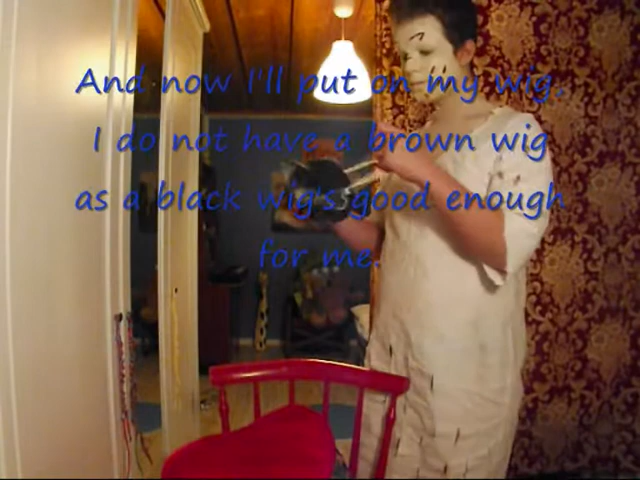 And now I'll put on my wig.
I do not have a brown wig
as a black wig's good enough
for me.